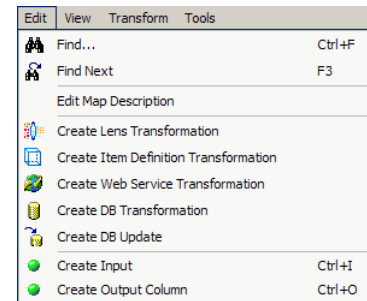 Edit View Transform Tools
Find... Ctrl+F
Find Next F3
Edit Map Description
Create Lens Transformation
Create Item Definition Transformation
Create Web Service Transformation
Create DB Transformation
Create DB Update
Create Input Ctrl+I
Create Output Column Ctrl+O